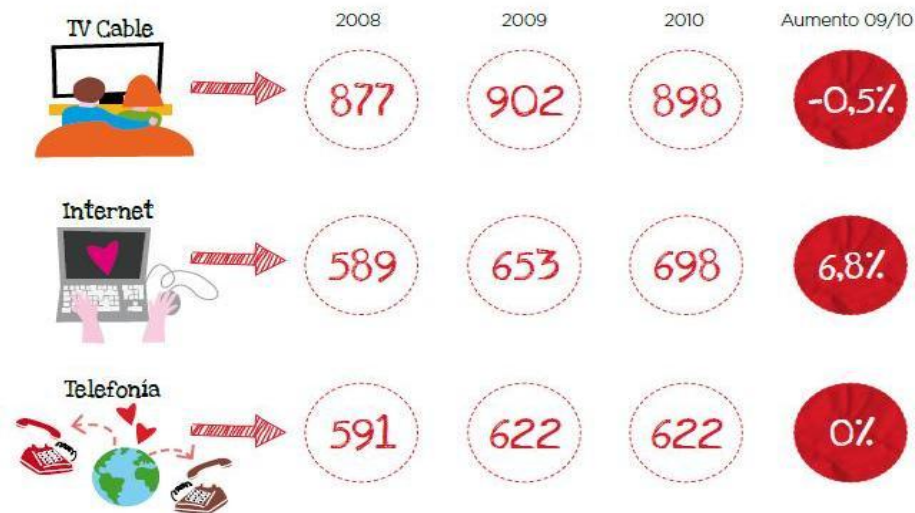 TV Cable
2008 2009 2010 Aumento 09/10
877 902 898 -0,5%
Internet
589 653 698 6,8%
Telefonía
591 622 622 0%